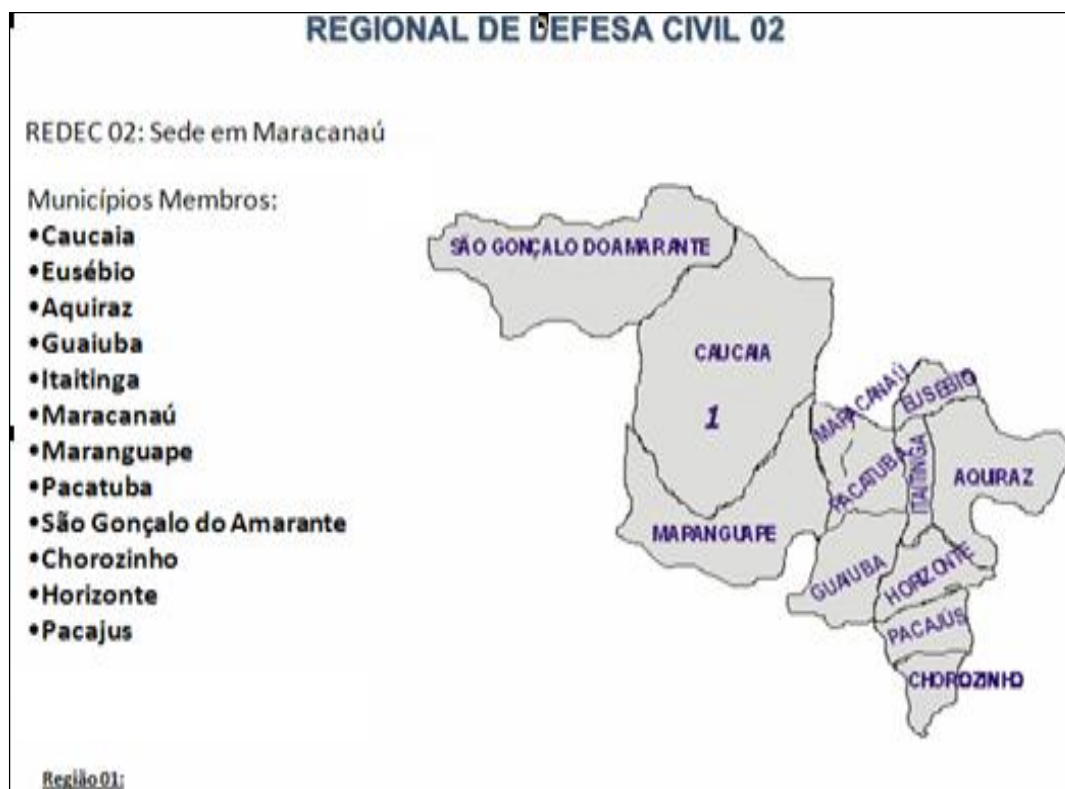 REGIONAL DE DEFESA CIVIL 02
REDEC 02: Sede em Maracanaú
Municípios Membros:
•Caucaia
•Eusébio
•Aquiraz
•Guaiuba
•Itaitinga
•Maracanaú
•Maranguape
•Pacatuba
•São Gonçalo do Amarante
•Chorozinho
•Horizonte
•Pacajus
SÃO GONÇALO DOAMARANTE
CAUCAIA
1
MARACANAÚ
EUSEBIO
PACATUBA
ITAITINGA
AQUIRAZ
MARANGUAPE
GUAIUBA
HORIZONTE
PACAJÚS
CHOROZINHO
Região 01: